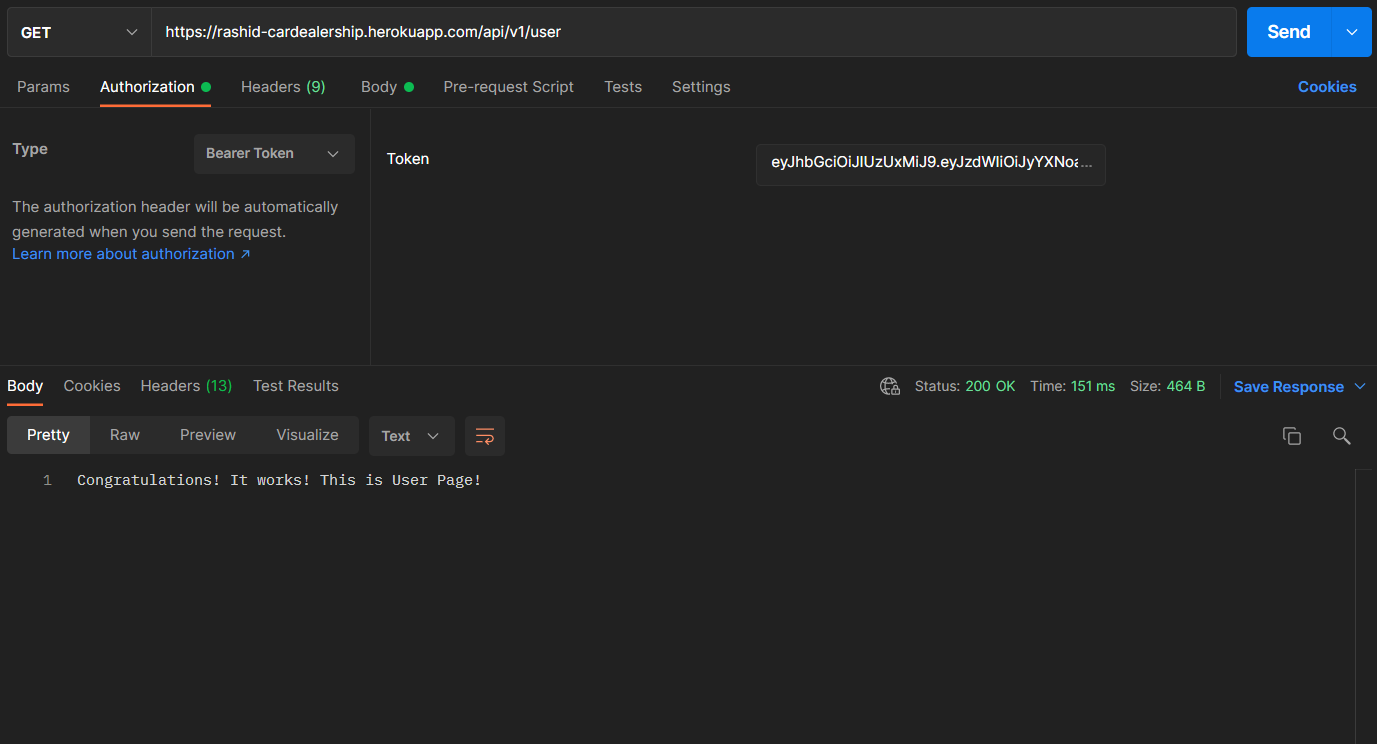 GET
https://rashid-cardealership.herokuapp.com/api/v1/user
Send
Params Authorization Headers (9) Body Pre-request Script Tests Settings Cookies
Type
Bearer Token
Token
eyJhbGciOiJIUzUxMiJ9.eyJzdWIiOiJyYXNoa...
The authorization header will be automatically
generated when you send the request.
Learn more about authorization ↗
Body Cookies Headers (13) Test Results Status: 200 OK Time: 151 ms Size: 464 B Save Response
Pretty Raw Preview Visualize Text
1 Congratulations! It works! This is User Page!